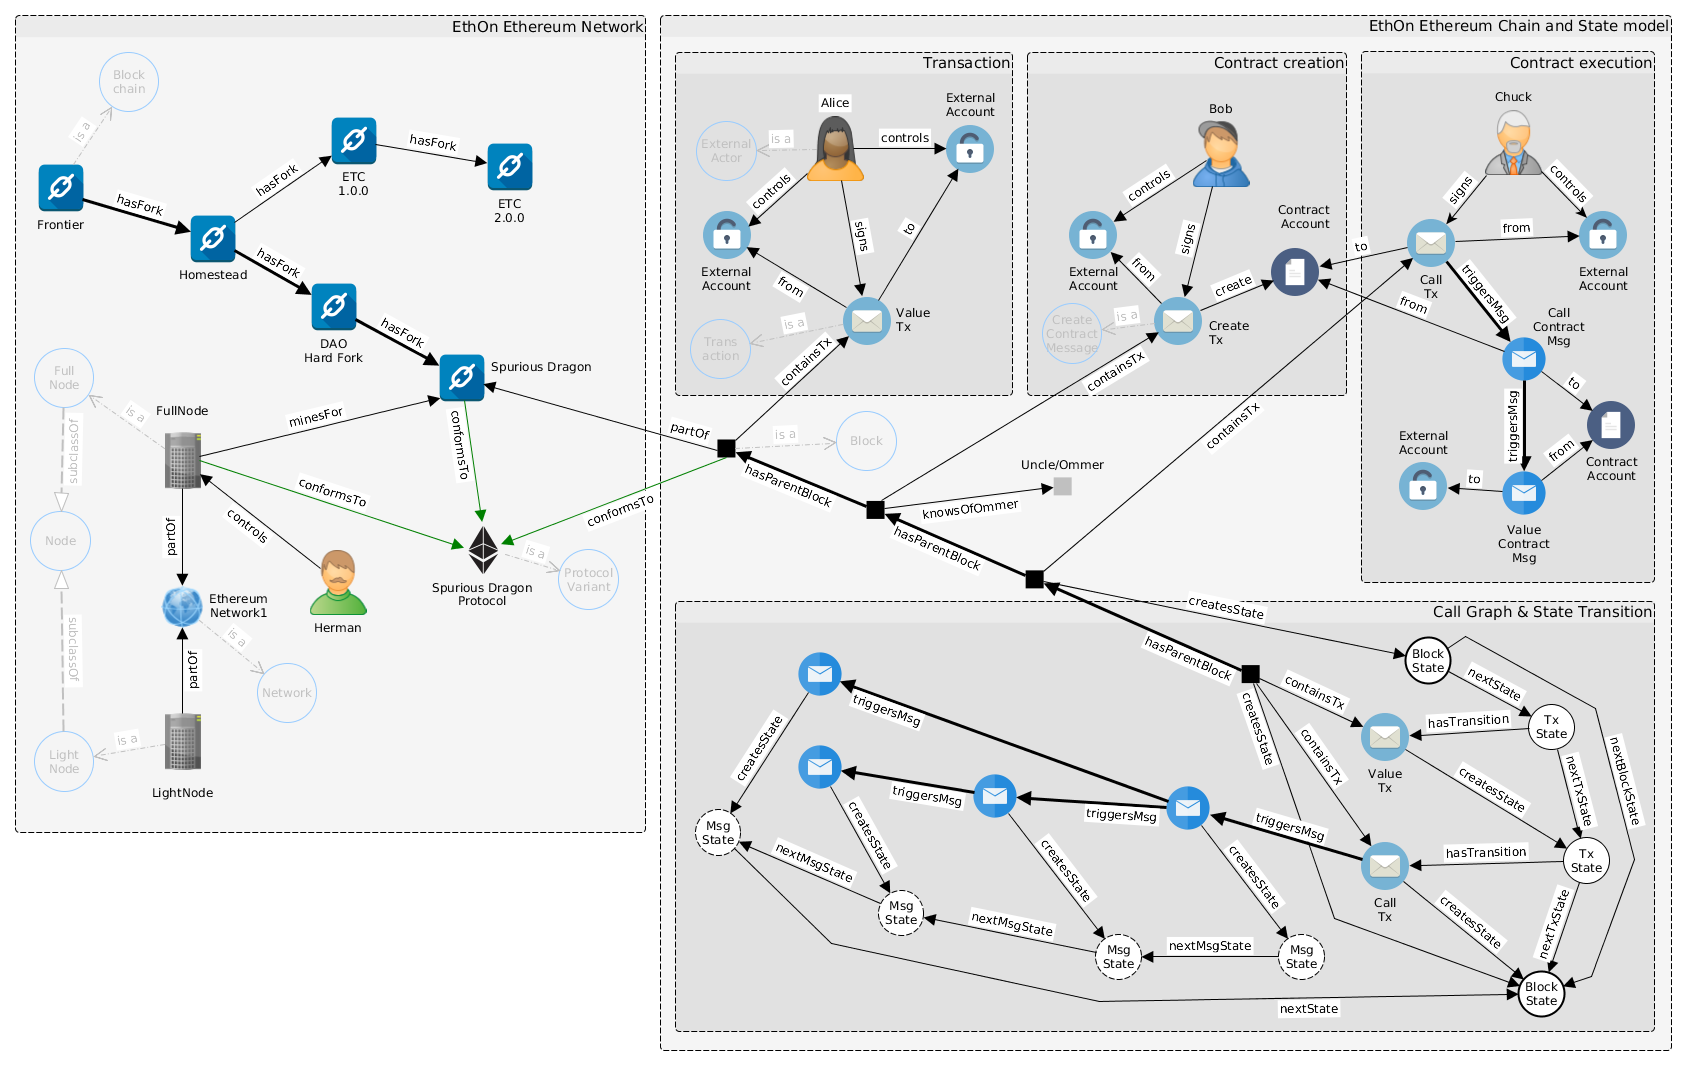 EthOn Ethereum Network
Block
chain
is a
Frontier
hasFork
Homestead
hasFork
ETC
1.0.0
hasFork
ETC
2.0.0
hasFork
DAO
Hard Fork
hasFork
Spurious Dragon
Full
Node
is a
FullNode
subclassOf
minesFor
conformsTo
conformsTo
Node
partOf
controls
Herman
Ethereum
Network1
is a
Network
subclassOf
partOf
Light
Node
is a
LightNode
Spurious Dragon
Protocol
is a
Protocol
Variant
conformsTo
EthOn Ethereum Chain and State model
Transaction
Alice
External
Actor
is a
controls
External
Account
controls
signs
to
External
Account
from
Value
Tx
is a
Trans
action
containsTx
Contract creation
Bob
controls
signs
External
Account
from
create
Contract
Account
Create
Contract
Message
is a
Create
Tx
containsTx
Contract execution
Chuck
signs
controls
to
from
External
Account
Call
Tx
triggersMsg
from
Call
Contract
Msg
to
triggersMsg
from
Contract
Account
External
Account
to
Value
Contract
Msg
partOf
is a
Block
hasParentBlock
knowsOfOmmer
Uncle/Ommer
containsTx
hasParentBlock
hasParentBlock
createsState
Call Graph & State Transition
Block
State
nextState
nextBlockState
containsTx
hasTransition
Tx
State
Value
Tx
createsState
nextTxState
createsState
containsTx
triggersMsg
createsState
triggersMsg
triggersMsg
triggersMsg
hasTransition
Tx
State
Call
Tx
createsState
nextTxState
Msg
State
nextMsgState
createsState
createsState
createsState
Msg
State
nextMsgState
Msg
State
nextMsgState
Msg
State
nextState
Block
State